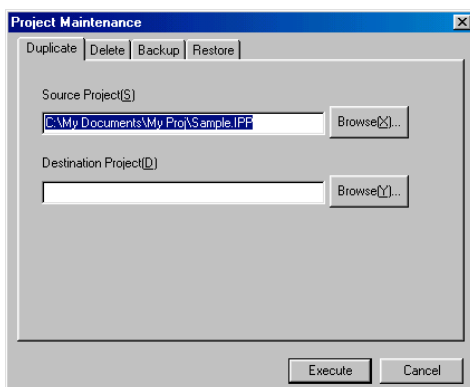 Project Maintenance
Duplicate Delete Backup Restore
Source Project(S)
C:\My Documents\My Proj\Sample.IPP Browse(X)...
Destination Project(D)
Browse(Y)...
Execute Cancel